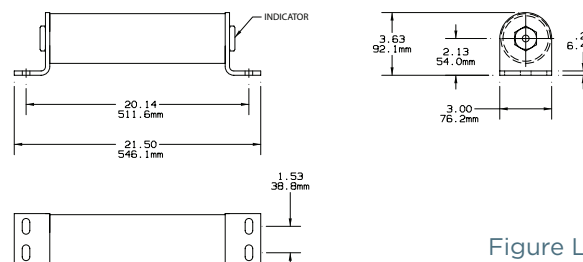 INDICATOR
3.63
92.1mm
2.13
54.0mm
20.14
511.6mm
3.00
76.2mm
21.50
546.1mm
1.53
38.8mm
Figure L